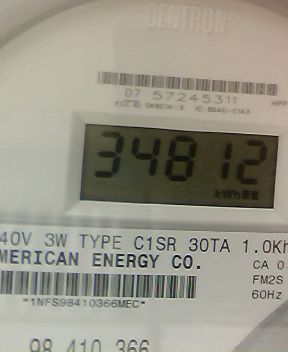 CENTRON
07 57245311
34812
kWh
40V 3W TYPE C1SR 30TA 1.0Kh
MERICAN ENERGY CO.
CA 0.
FM2S
60Hz
*1NFS98410366MEC*
98 410 366